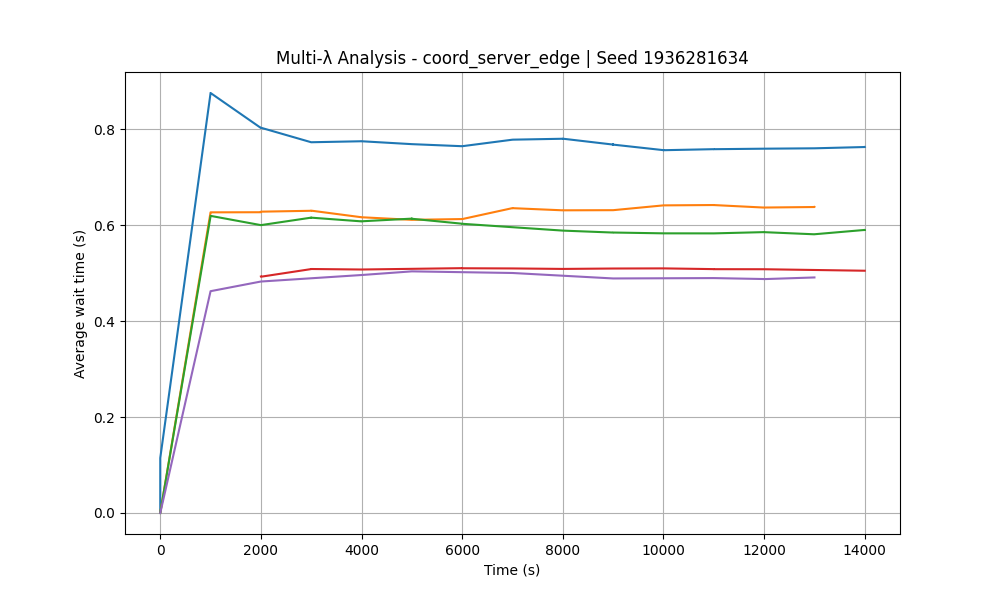 Multi-λ Analysis - coord_server_edge | Seed 1936281634
Average wait time (s)
0.8
0.6
0.4
0.2
0.0
0 2000 4000 6000 8000 10000 12000 14000
Time (s)